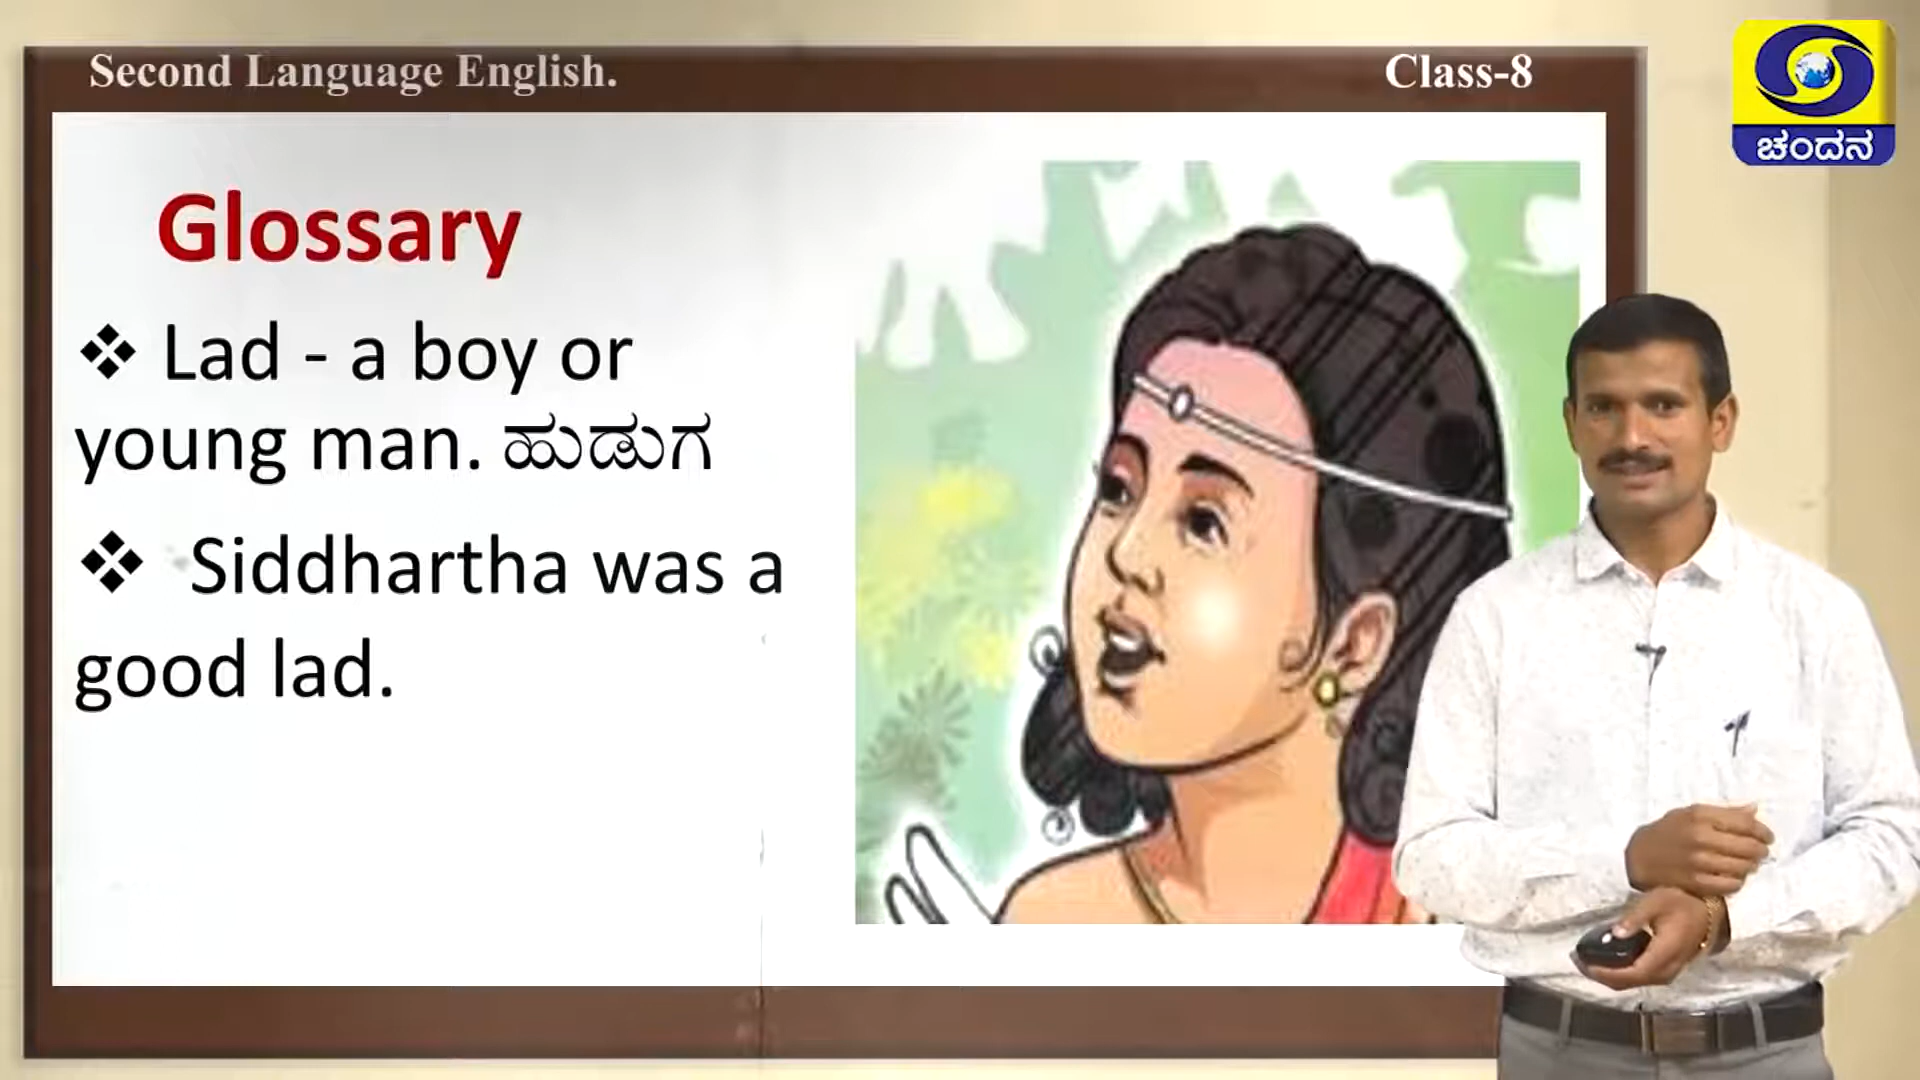 Second Language English.
Class-8
ಚಂದನ
Glossary
❖ Lad - a boy or
young man. ಹುಡುಗ
❖ Siddhartha was a
good lad.